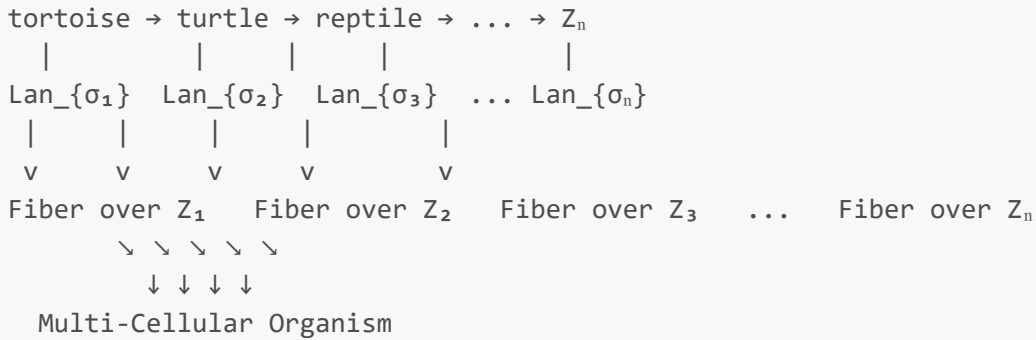 tortoise → turtle → reptile → ... → Zₙ
| | | | |
Lan_{σ₁} Lan_{σ₂} Lan_{σ₃} ... Lan_{σₙ}
| | | | |
v v v v v
Fiber over Z₁ Fiber over Z₂ Fiber over Z₃ ... Fiber over Zₙ
↘ ↘ ↘ ↘ ↘
↓ ↓ ↓ ↓
Multi-Cellular Organism